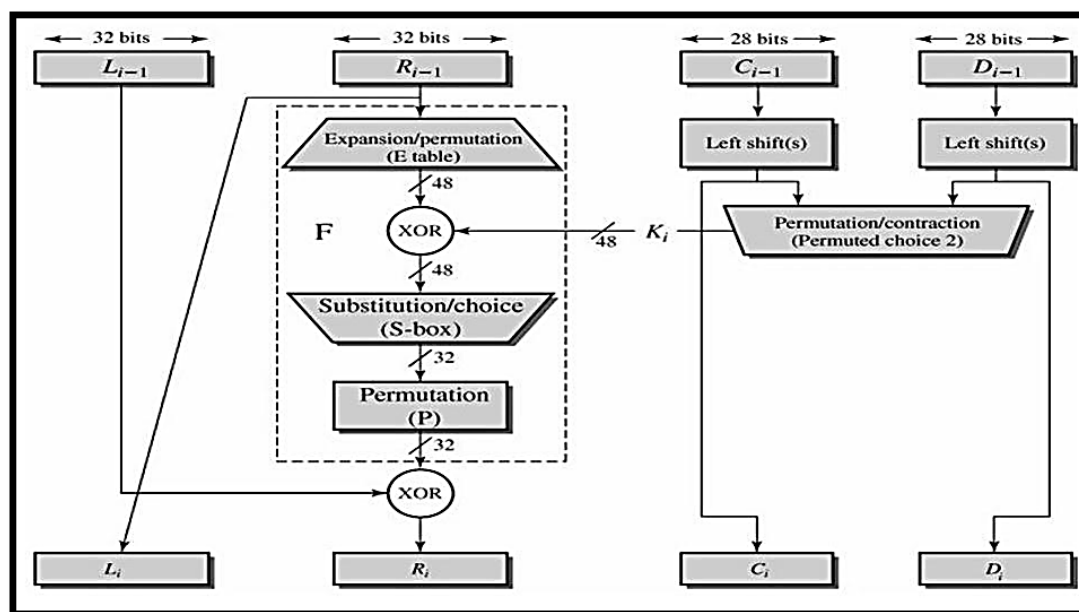 32 bits
32 bits
28 bits
28 bits
Li−1
Ri−1
Ci−1
Di−1
Expansion/permutation
(E table)
Left shift(s)
Left shift(s)
48
F
XOR
48
Ki
Permutation/contraction
(Permuted choice 2)
48
Substitution/choice
(S-box)
32
Permutation
(P)
32
XOR
Li
Ri
Ci
Di